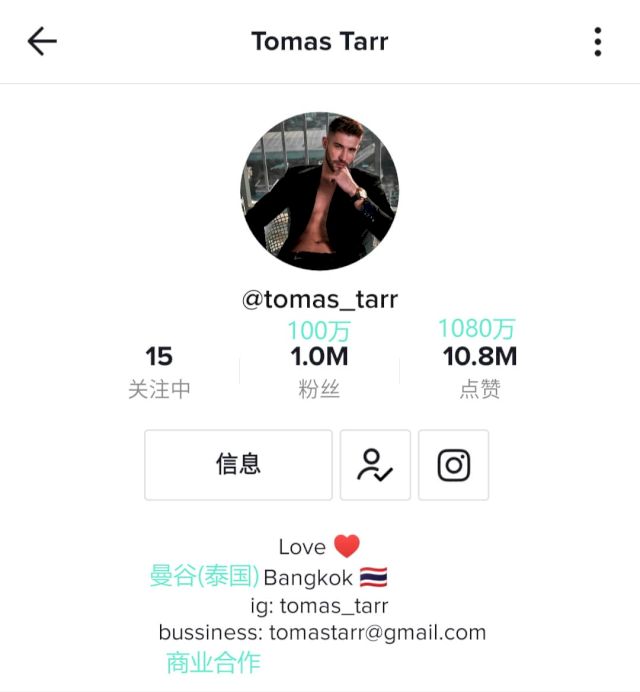 Tomas Tarr
@tomas_tarr
100万 1080万
15 1.0M 10.8M
关注中 粉丝 点赞
信息
Love ❤️
曼谷(泰国) Bangkok 🇹🇭
ig: tomas_tarr
bussiness: tomastarr@gmail.com
商业合作